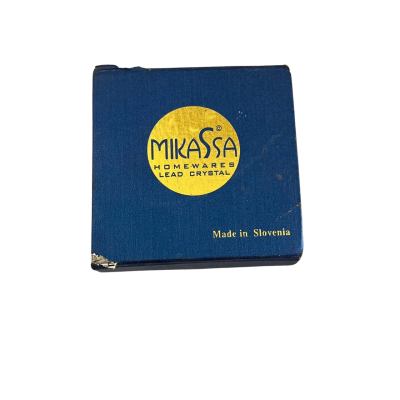 ©
MIKASSA
HOMEWARES
LEAD CRYSTAL
Made in Slovenia